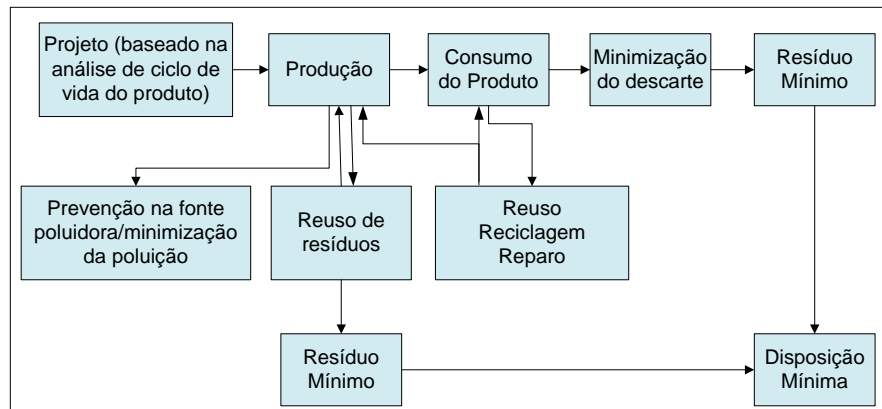 Projeto (baseado na
análise de ciclo de
vida do produto)
Produção
Consumo
do Produto
Minimização
do descarte
Resíduo
Mínimo
Prevenção na fonte
poluidora/minimização
da poluição
Reuso de
resíduos
Reuso
Reciclagem
Reparo
Resíduo
Mínimo
Disposição
Mínima